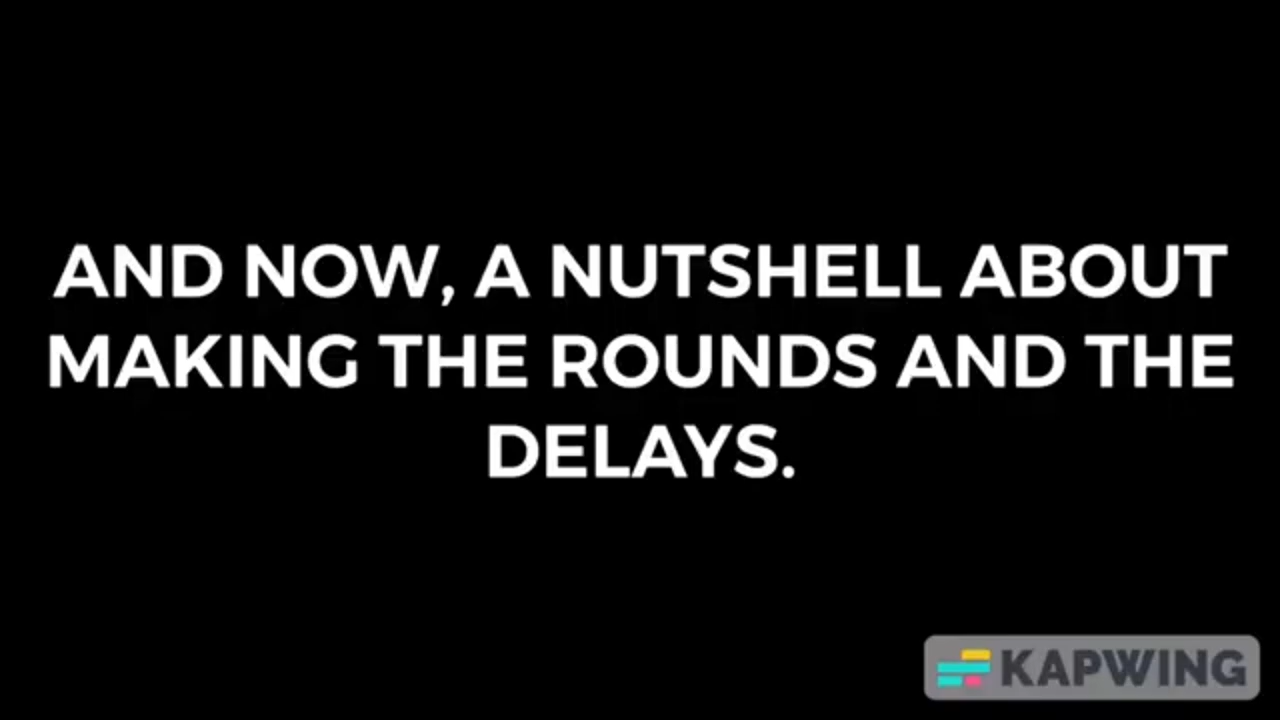 AND NOW, A NUTSHELL ABOUT
MAKING THE ROUNDS AND THE
DELAYS.
KAPWING